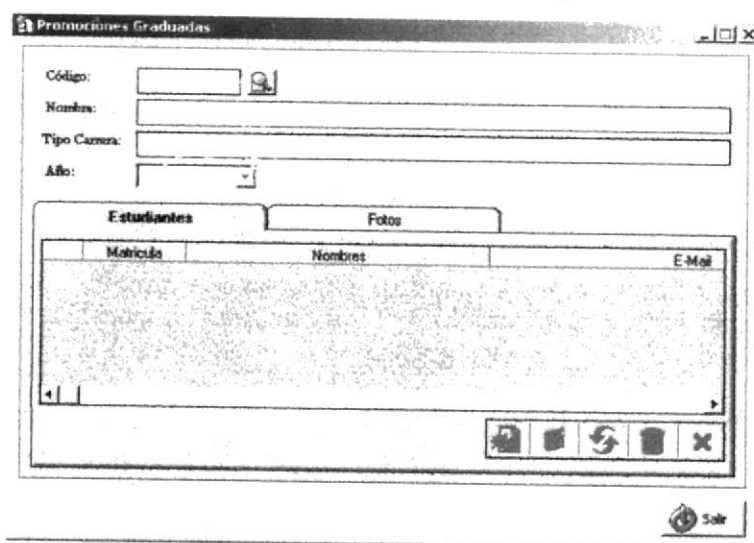 Promociones Graduadas
Código:
Nombre:
Tipo Carrera:
Año:
Estudiantes
Fotos
Matricula
Nombres
E-Mail
Salir